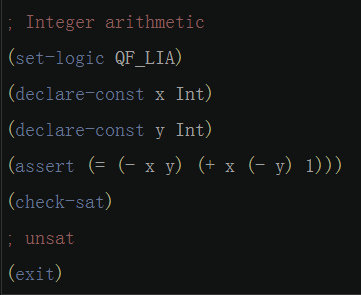 ; Integer arithmetic
(set-logic QF_LIA)
(declare-const x Int)
(declare-const y Int)
(assert (= (- x y) (+ x (- y) 1)))
(check-sat)
; unsat
(exit)